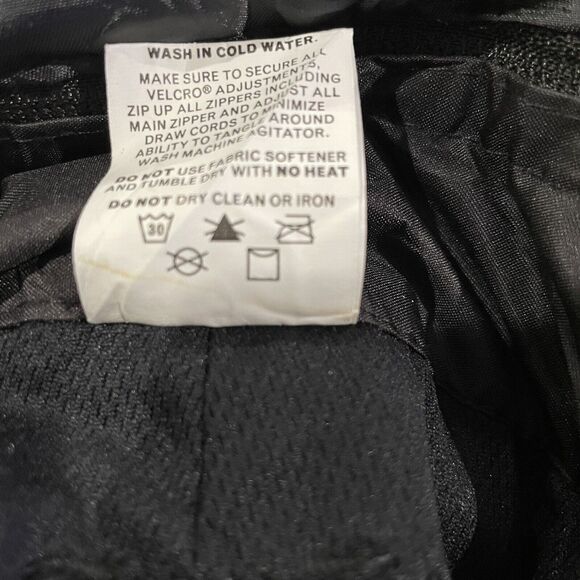 WASH IN COLD WATER.
MAKE SURE TO SECURE ALL
VELCRO® ADJUSTMENTS,
ZIP UP ALL ZIPPERS INCLUDING
MAIN ZIPPER AND ADJUST ALL
DRAW CORDS TO MINIMIZE
ABILITY TO TANGLE AROUND
WASH MACHINE AGITATOR.
DO NOT USE FABRIC SOFTENER
AND TUMBLE DRY WITH NO HEAT
DO NOT DRY CLEAN OR IRON
30